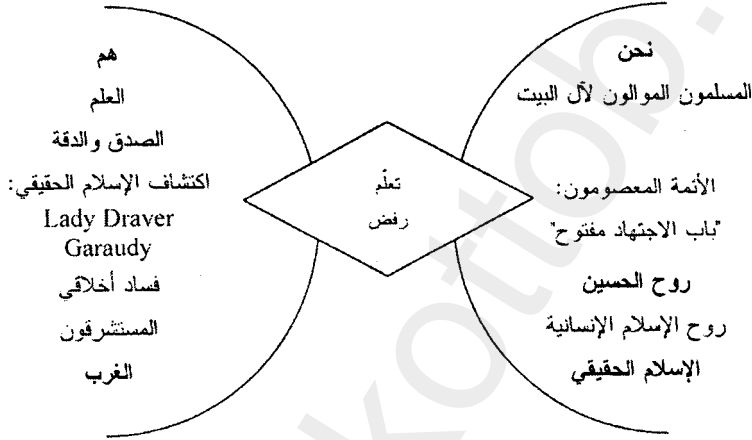 نحن
المسلمون الموالون لآل البيت
الأئمة المعصومون:
"باب الاجتهاد مفتوح"
روح الحسين
روح الإسلام الإنسانية
الإسلام الحقيقي
تعلّم
رفض
هم
العلم
الصدق والدقة
اكتشاف الإسلام الحقيقي:
Lady Draver
Garaudy
فساد أخلاقي
المستشرقون
الغرب
kottob.